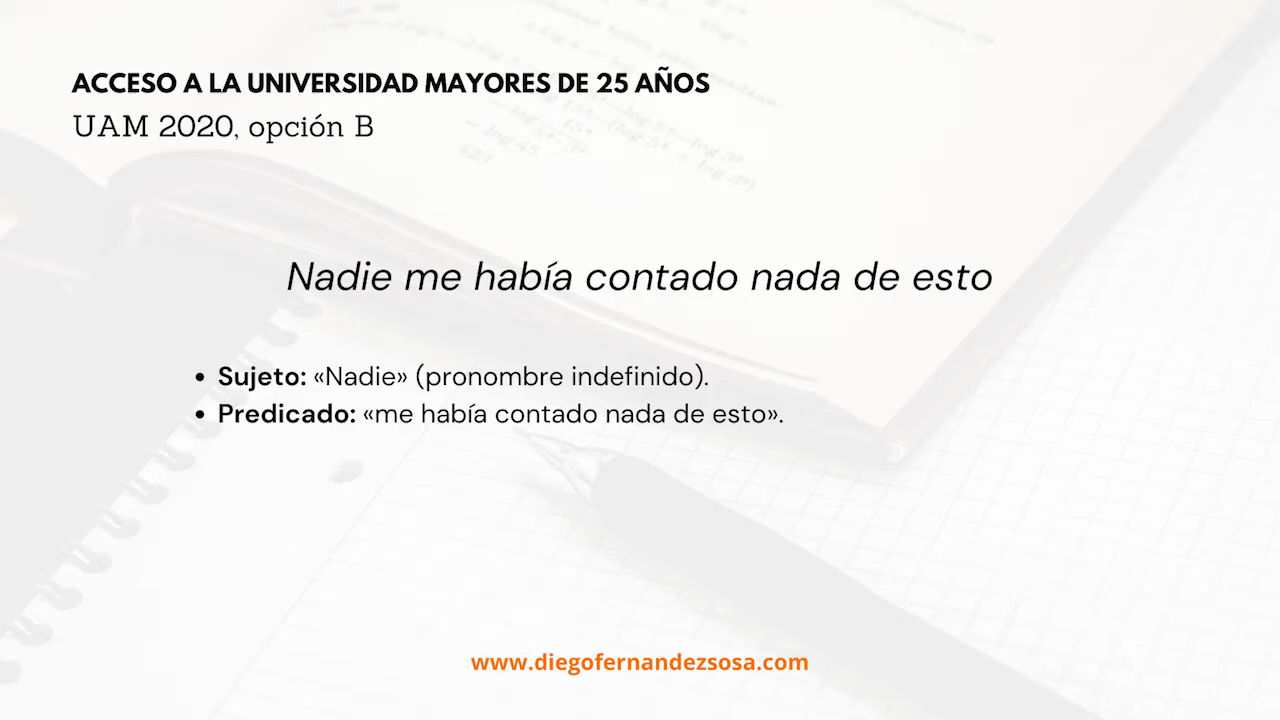 ACCESO A LA UNIVERSIDAD MAYORES DE 25 AÑOS
UAM 2020, opción B
Nadie me había contado nada de esto
• Sujeto: «Nadie» (pronombre indefinido).
• Predicado: «me había contado nada de esto».
www.diegofernandezsosa.com